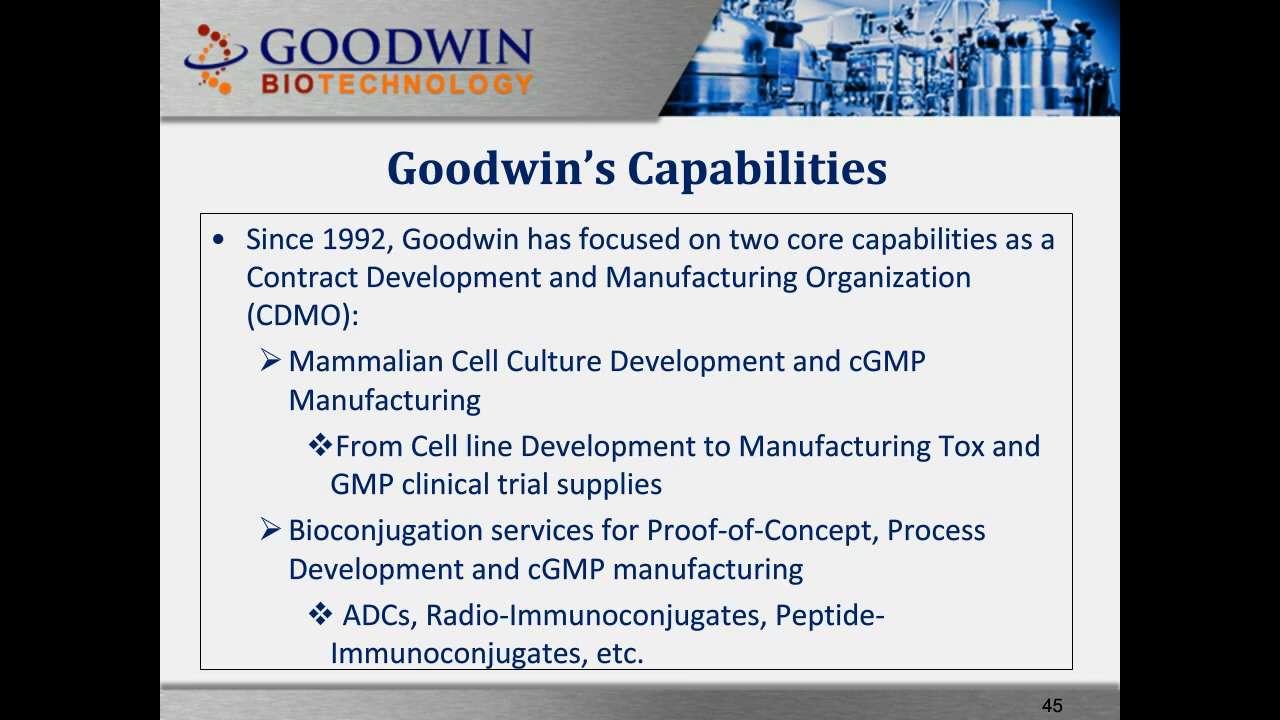 GOODWIN
BIOTECHNOLOGY
Goodwin’s Capabilities
• Since 1992, Goodwin has focused on two core capabilities as a
Contract Development and Manufacturing Organization
(CDMO):
➢ Mammalian Cell Culture Development and cGMP
Manufacturing
❖From Cell line Development to Manufacturing Tox and
GMP clinical trial supplies
➢ Bioconjugation services for Proof-of-Concept, Process
Development and cGMP manufacturing
❖ ADCs, Radio-Immunoconjugates, Peptide-
Immunoconjugates, etc.
45